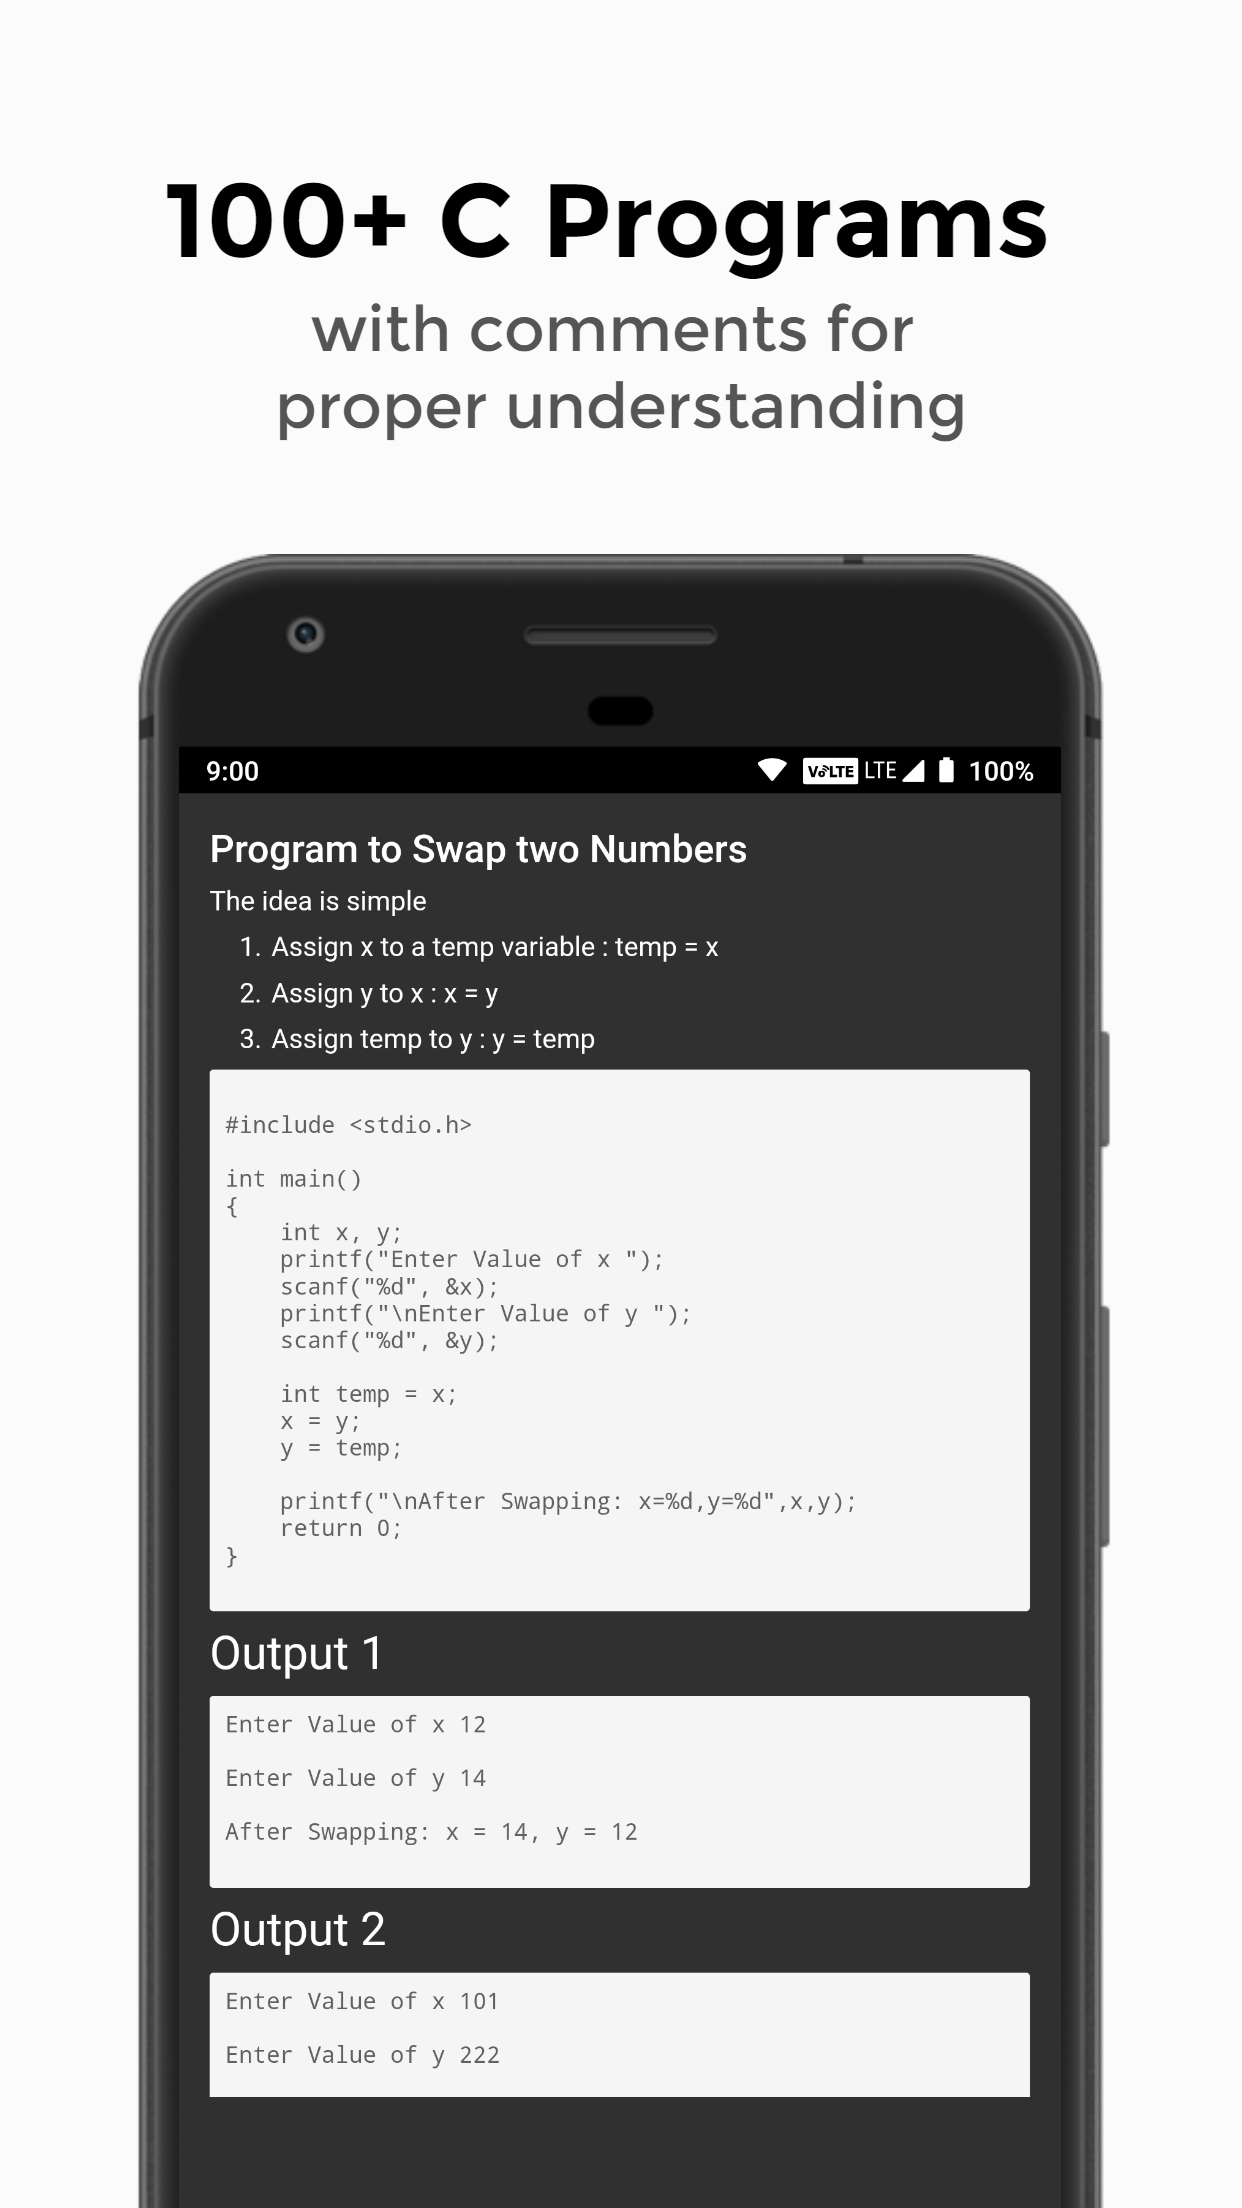 100+ C Programs
with comments for
proper understanding
9:00 VoLTE LTE 100%
Program to Swap two Numbers
The idea is simple
1. Assign x to a temp variable : temp = x
2. Assign y to x : x = y
3. Assign temp to y : y = temp
#include <stdio.h>
int main()
{
    int x, y;
    printf("Enter Value of x ");
    scanf("%d", &x);
    printf("\nEnter Value of y ");
    scanf("%d", &y);
    int temp = x;
    x = y;
    y = temp;
    printf("\nAfter Swapping: x=%d,y=%d",x,y);
    return 0;
}
Output 1
Enter Value of x 12
Enter Value of y 14
After Swapping: x = 14, y = 12
Output 2
Enter Value of x 101
Enter Value of y 222